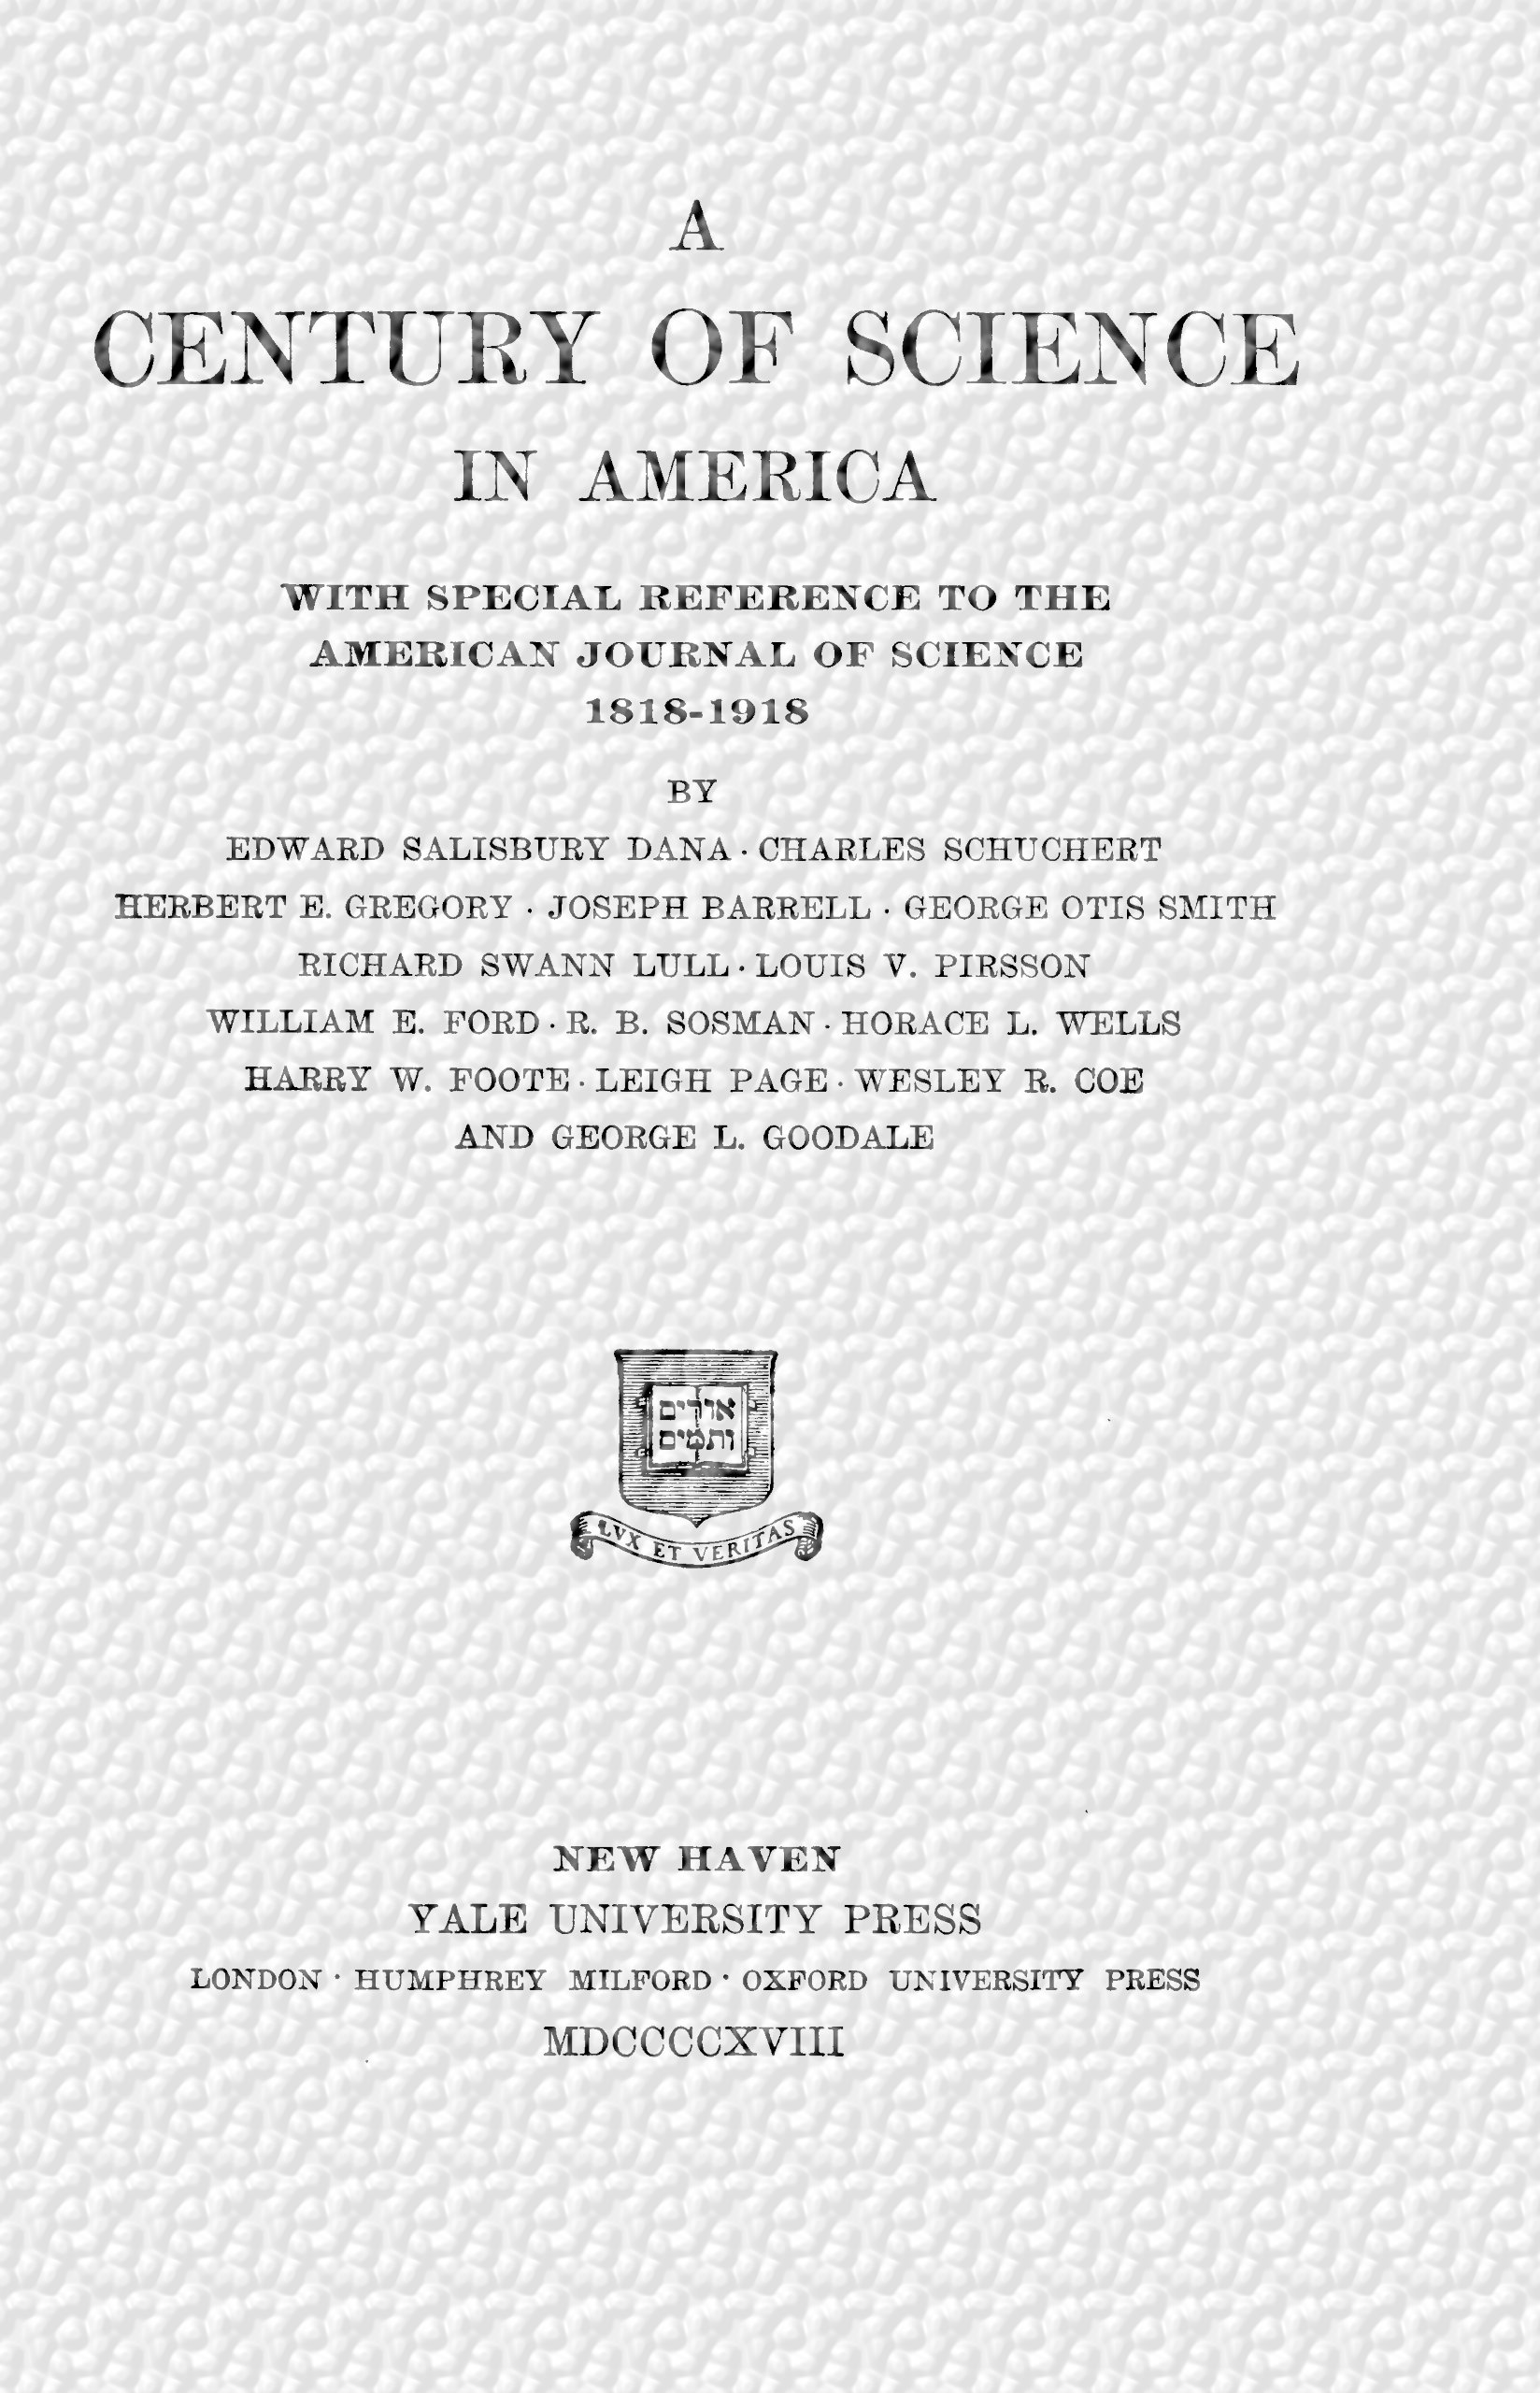 A
CENTURY OF SCIENCE
IN AMERICA
WITH SPECIAL REFERENCE TO THE
AMERICAN JOURNAL OF SCIENCE
1818-1918
BY
EDWARD SALISBURY DANA · CHARLES SCHUCHERT
HERBERT E. GREGORY · JOSEPH BARRELL · GEORGE OTIS SMITH
RICHARD SWANN LULL · LOUIS V. PIRSSON
WILLIAM E. FORD · R. B. SOSMAN · HORACE L. WELLS
HARRY W. FOOTE · LEIGH PAGE · WESLEY R. COE
AND GEORGE L. GOODALE
אורים
ותמים
LVX ET VERITAS
NEW HAVEN
YALE UNIVERSITY PRESS
LONDON · HUMPHREY MILFORD · OXFORD UNIVERSITY PRESS
MDCCCCXVIII